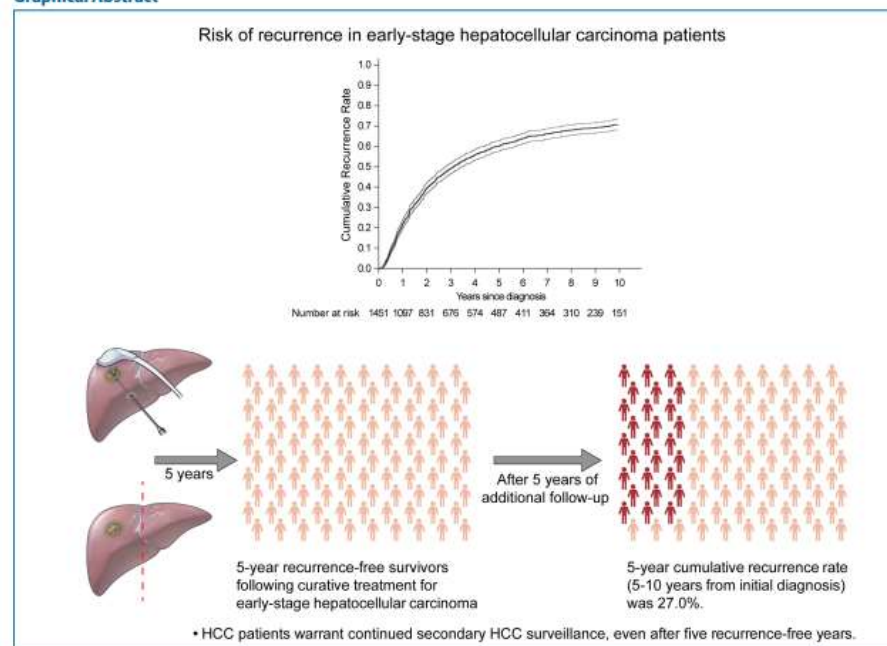 Graphical Abstract
Risk of recurrence in early-stage hepatocellular carcinoma patients
Cumulative Recurrence Rate
1.0
0.9
0.8
0.7
0.6
0.5
0.4
0.3
0.2
0.1
0.0
0 1 2 3 4 5 6 7 8 9 10
Years since diagnosis
Number at risk 1451 1097 831 676 574 487 411 364 310 239 151
5 years
After 5 years of
additional follow-up
5-year recurrence-free survivors
following curative treatment for
early-stage hepatocellular carcinoma
5-year cumulative recurrence rate
(5-10 years from initial diagnosis)
was 27.0%.
• HCC patients warrant continued secondary HCC surveillance, even after five recurrence-free years.